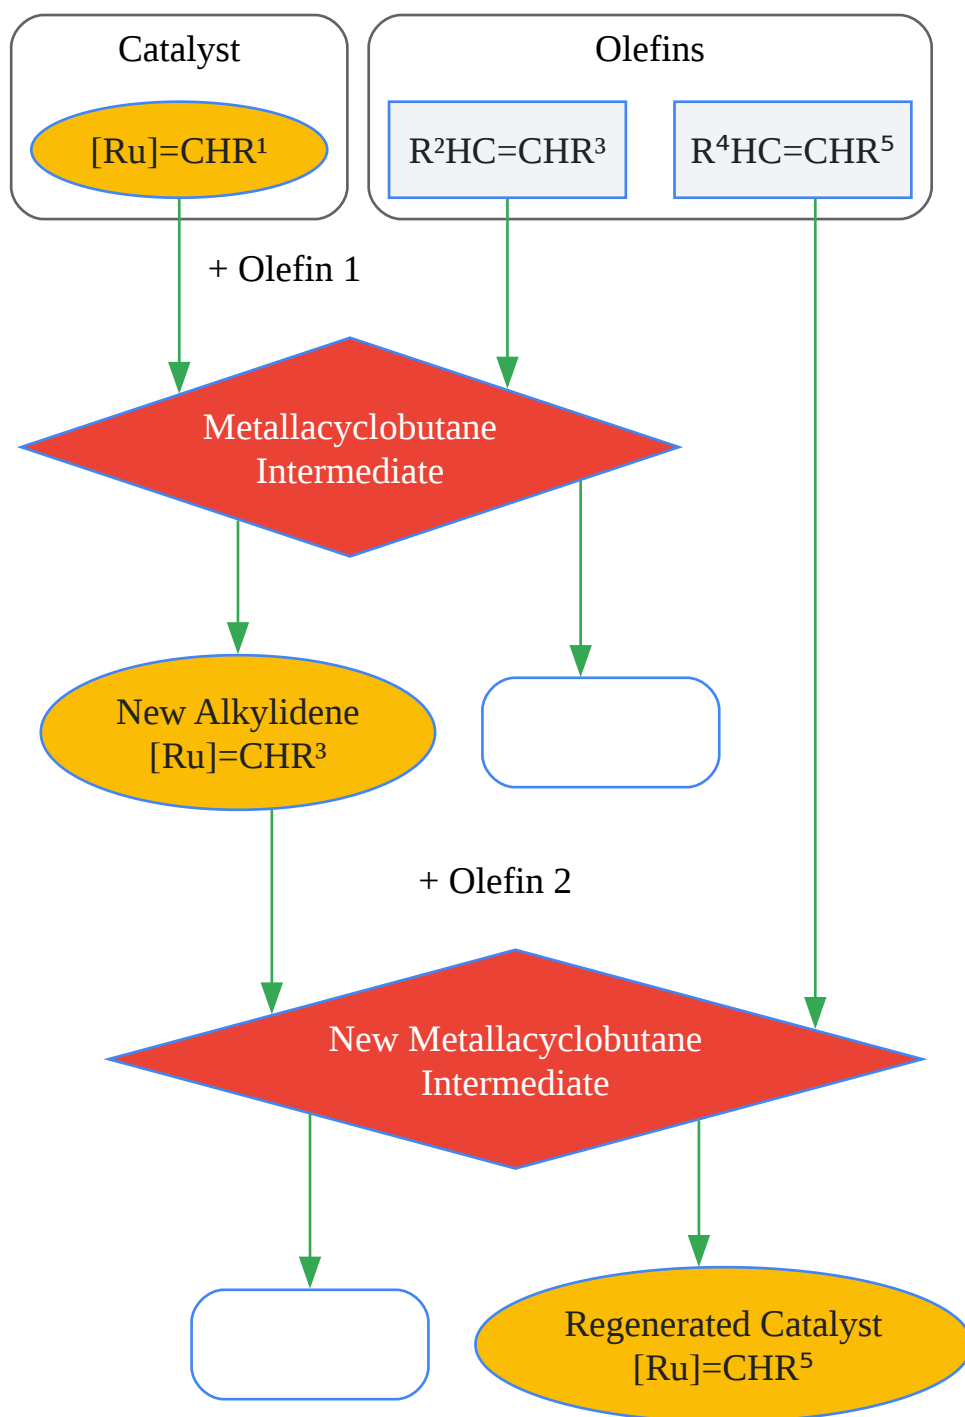 Catalyst
Olefins
[Ru]=CHR¹
R²HC=CHR³
R⁴HC=CHR⁵
+ Olefin 1
Metallacyclobutane
Intermediate
New Alkylidene
[Ru]=CHR³
+ Olefin 2
New Metallacyclobutane
Intermediate
Regenerated Catalyst
[Ru]=CHR⁵